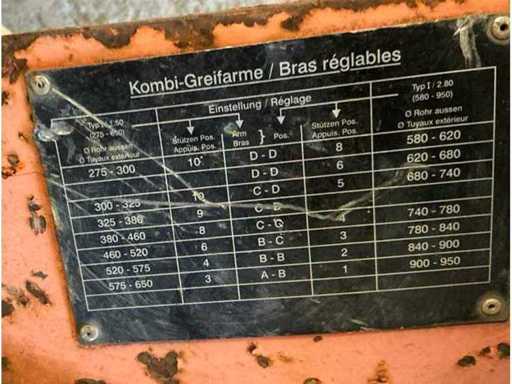 Kombi-Greifarme / Bras réglables
Typ I / 1.50 Einstellung / Réglage Typ I / 2.80
(275 - 650) (580 - 950)
Stützen Pos. Arm } Pos. Stützen Pos.
Appuis. Pos. Bras Appuis. Pos.
Ø Rohr aussen Ø Rohr aussen
Ø Tuyaux extérieur Ø Tuyaux extérieur
275 - 300 10 D - D 8 580 - 620
D - D 6 620 - 680
300 - 325 10 C - D 5 680 - 740
325 - 380 9 C - D
380 - 460 8 C - C 4 740 - 780
460 - 520 6 B - C 3 780 - 840
520 - 575 4 B - B 2 840 - 900
575 - 650 3 A - B 1 900 - 950